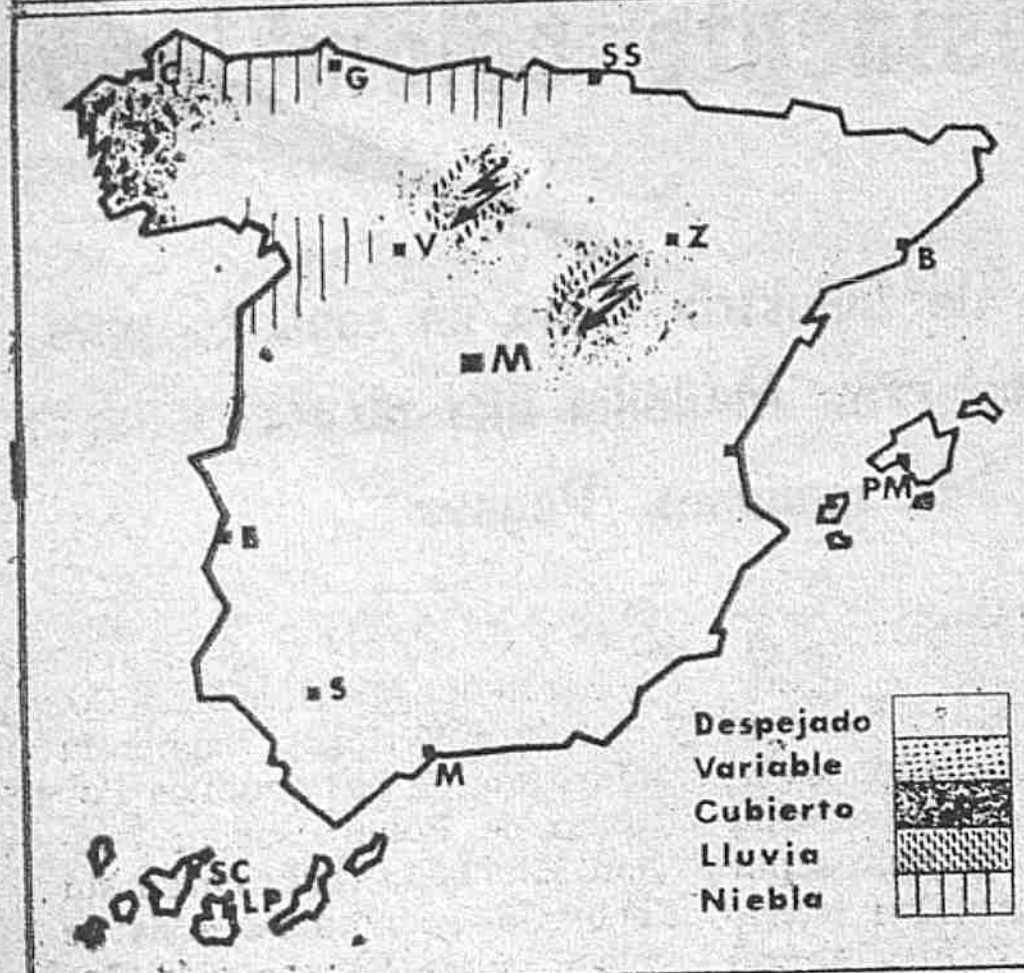 SS
C
G
V
Z
B
M
PM
B
S
M
SC
LP
Despejado
Variable
Cubierto
Lluvia
Niebla